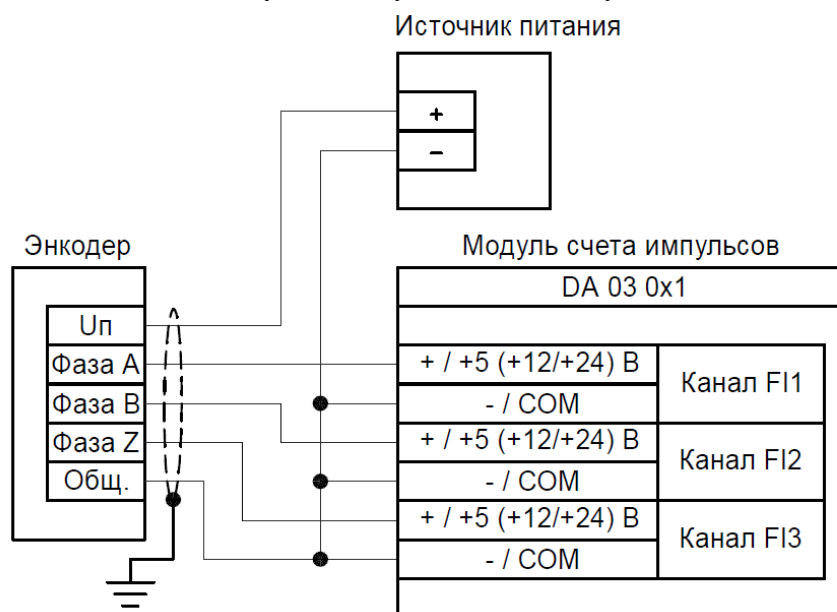 Источник питания
+
-
Энкодер
Uп
Фаза A
Фаза B
Фаза Z
Общ.
Модуль счета импульсов
DA 03 0x1
+ / +5 (+12/+24) В
- / COM
Канал FI1
+ / +5 (+12/+24) В
- / COM
Канал FI2
+ / +5 (+12/+24) В
- / COM
Канал FI3